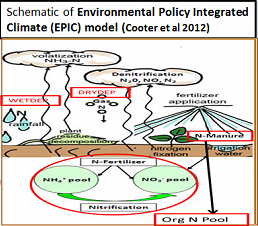 Schematic of Environmental Policy Integrated
Climate (EPIC) model (Cooter et al 2012)
volatization
NH₃-N
Denitrification
N₂O, NO, N₂
WETDEP
DRYDEP
Gas
N
O
fertilizer
application
rainfall
plant
residue
decomposition
N-Manure
nitrogen
fixation
irrigation
water
N-Fertilizer
NH₄⁺ pool
NO₃⁻ pool
Nitrification
Org N Pool